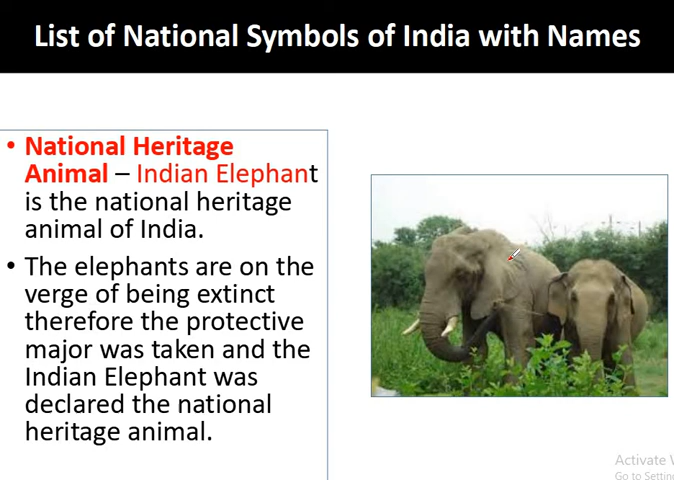 List of National Symbols of India with Names
• National Heritage
Animal – Indian Elephant
is the national heritage
animal of India.
• The elephants are on the
verge of being extinct
therefore the protective
major was taken and the
Indian Elephant was
declared the national
heritage animal.
Activate
Go to Settin